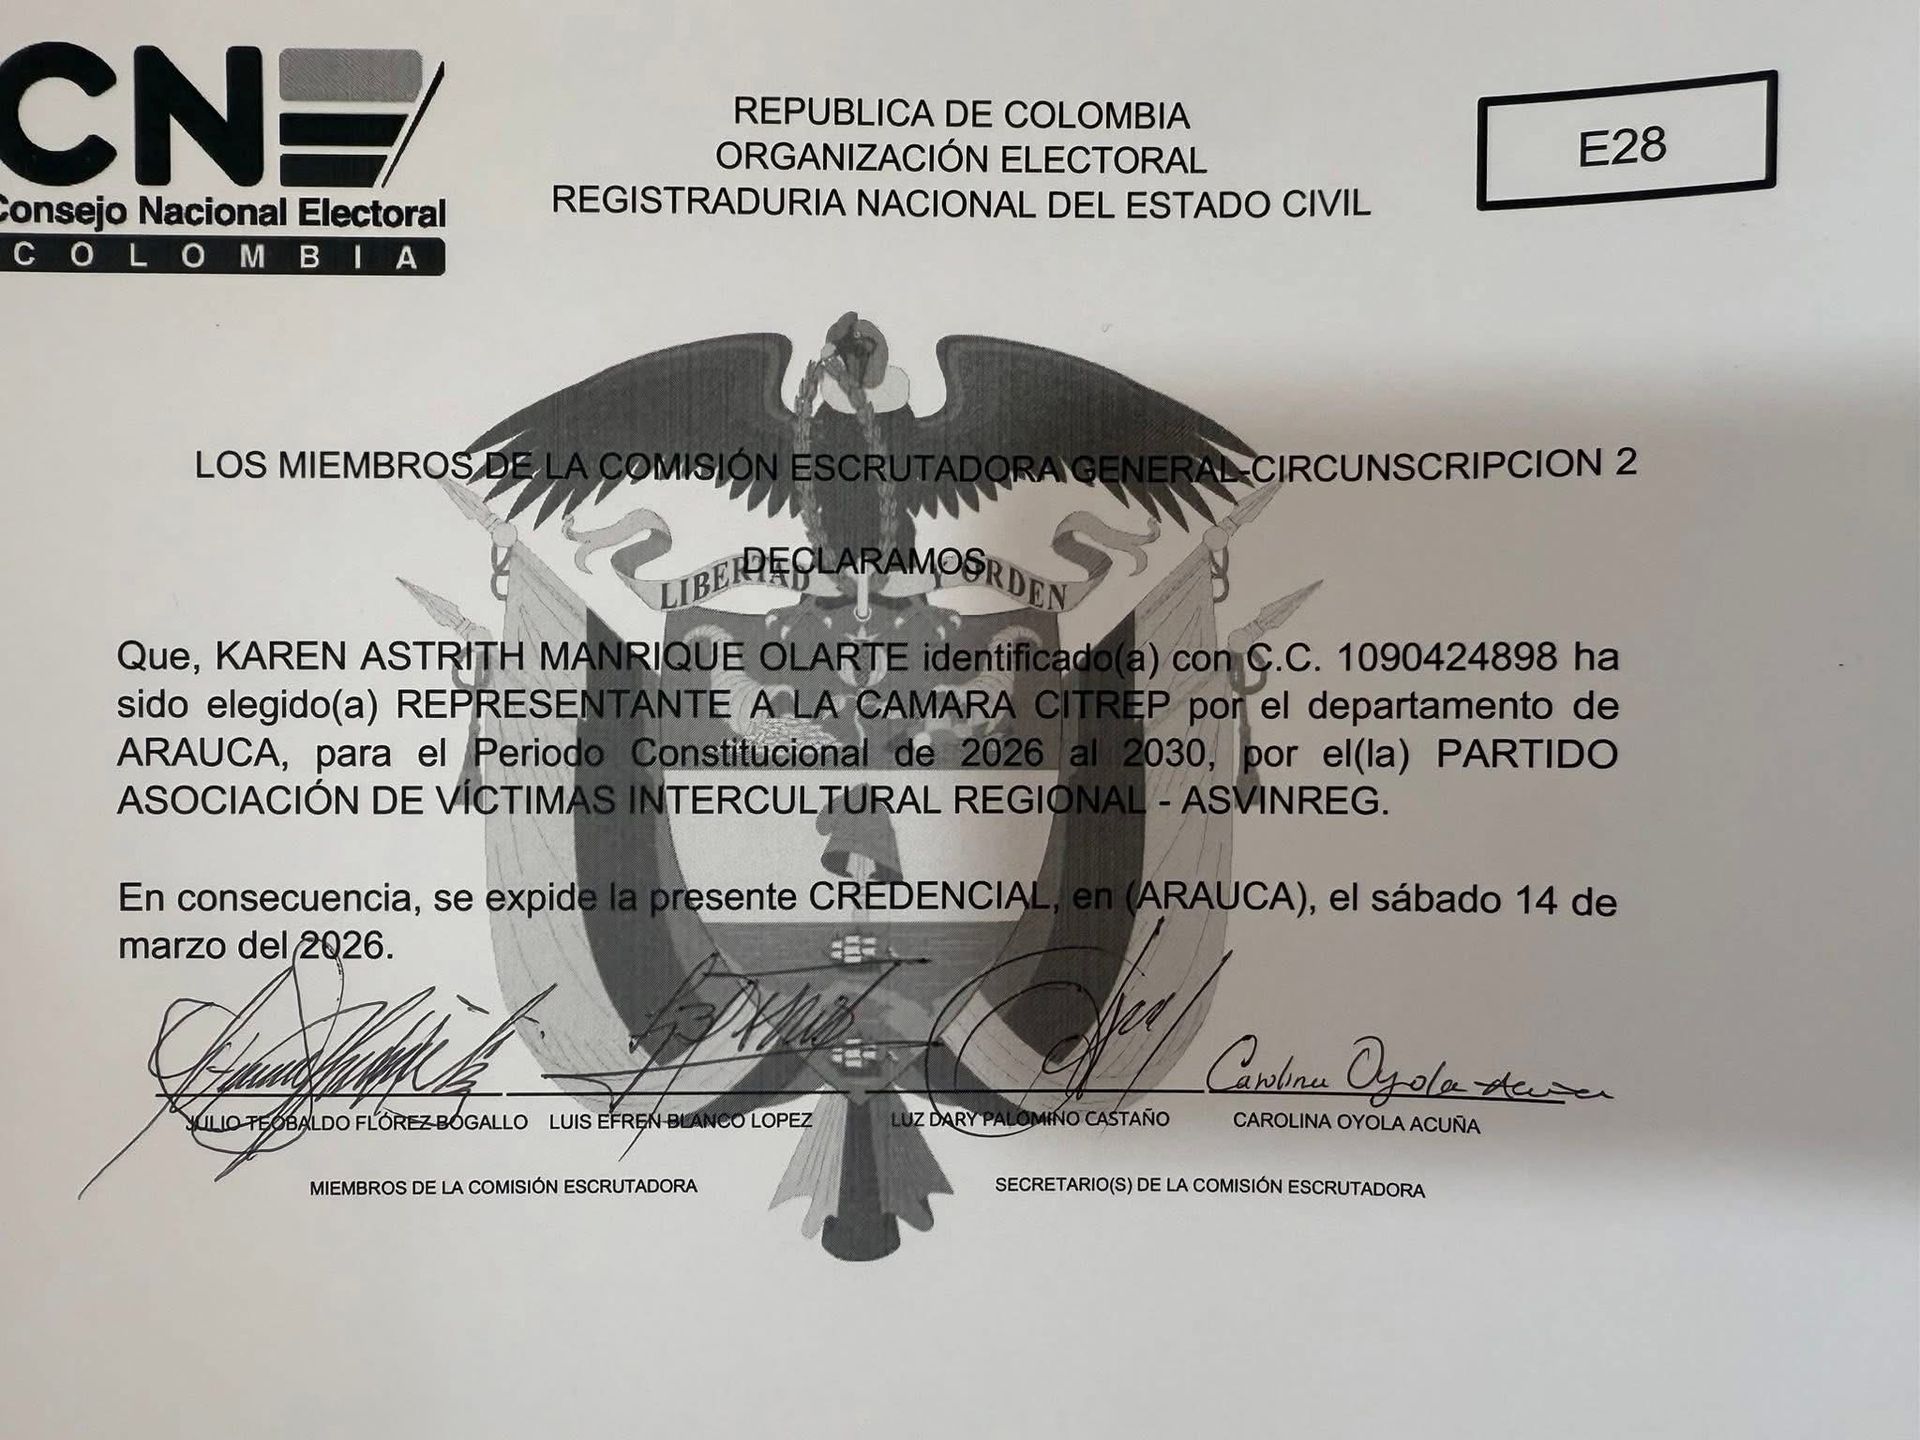 CNE
Consejo Nacional Electoral
COLOMBIA
REPUBLICA DE COLOMBIA
ORGANIZACIÓN ELECTORAL
REGISTRADURIA NACIONAL DEL ESTADO CIVIL
E28
LOS MIEMBROS DE LA COMISIÓN ESCRUTADORA GENERAL-CIRCUNSCRIPCION 2
DECLARAMOS
LIBERTAD Y ORDEN
Que, KAREN ASTRITH MANRIQUE OLARTE identificado(a) con C.C. 1090424898 ha
sido elegido(a) REPRESENTANTE A LA CAMARA CITREP por el departamento de
ARAUCA, para el Periodo Constitucional de 2026 al 2030, por el(la) PARTIDO
ASOCIACIÓN DE VÍCTIMAS INTERCULTURAL REGIONAL - ASVINREG.
En consecuencia, se expide la presente CREDENCIAL, en (ARAUCA), el sábado 14 de
marzo del 2026.
Carolina Oyola Acuña
JULIO TEOBALDO FLÓREZ BOGALLO LUIS EFREN BLANCO LOPEZ LUZ DARY PALOMINO CASTAÑO CAROLINA OYOLA ACUÑA
MIEMBROS DE LA COMISIÓN ESCRUTADORA SECRETARIO(S) DE LA COMISIÓN ESCRUTADORA